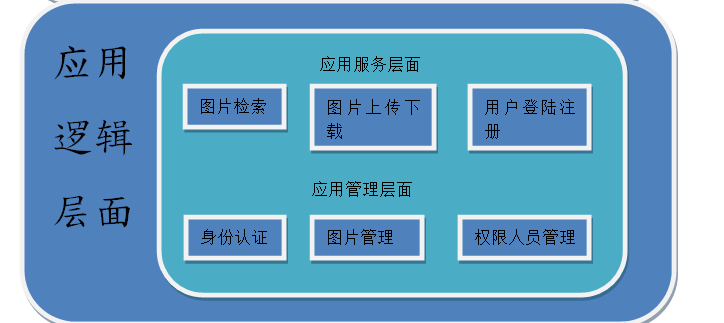 应用
逻辑
层面
应用服务层面
图片检索
图片上传下
载
用户登陆注
册
应用管理层面
身份认证
图片管理
权限人员管理